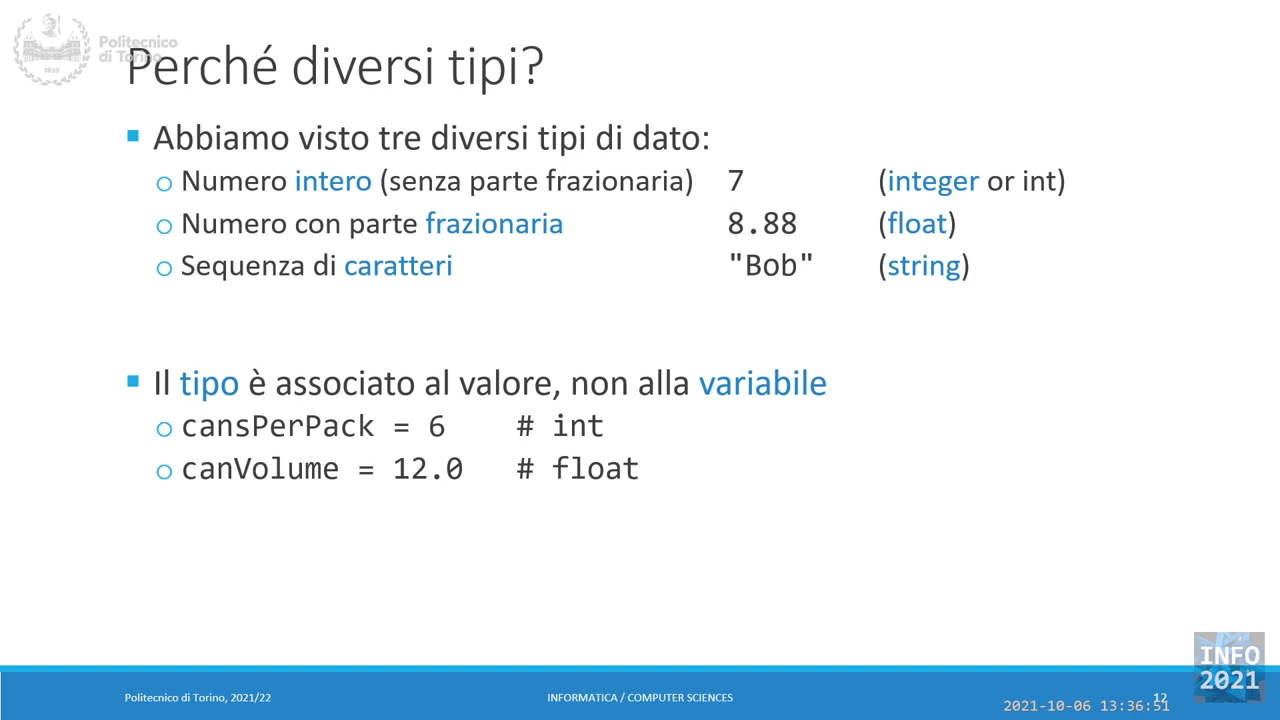 Politecnico
di Torino
1859
Perché diversi tipi?
Abbiamo visto tre diversi tipi di dato:
Numero intero (senza parte frazionaria) 7 (integer or int)
Numero con parte frazionaria 8.88 (float)
Sequenza di caratteri "Bob" (string)
Il tipo è associato al valore, non alla variabile
cansPerPack = 6 # int
canVolume = 12.0 # float
INFO
2021
Politecnico di Torino, 2021/22 INFORMATICA / COMPUTER SCIENCES 12
2021-10-06 13:36:51